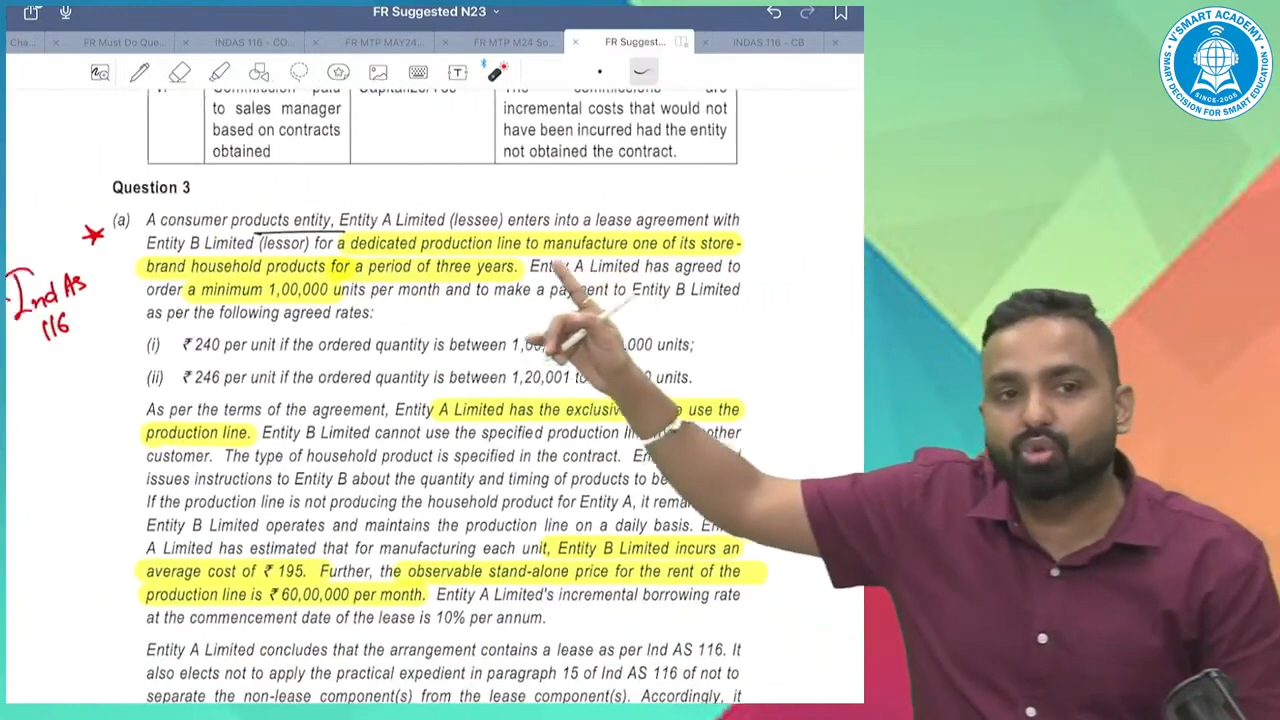 FR Suggested N23
Cha...
FR Must Do Que...
INDAS 116 - CO...
FR MTP MAY24...
FR MTP M24 So...
FR Suggest...
INDAS 116 - CB
V'SMART ACADEMY
SMART DECISION FOR SMART EDUCATION
SINCE-2006
to sales manager
based on contracts
obtained
incremental costs that would not
have been incurred had the entity
not obtained the contract.
Question 3
(a) A consumer products entity, Entity A Limited (lessee) enters into a lease agreement with
Entity B Limited (lessor) for a dedicated production line to manufacture one of its store-
brand household products for a period of three years. Entity A Limited has agreed to
order a minimum 1,00,000 units per month and to make a payment to Entity B Limited
as per the following agreed rates:
Ind As
116
(i) ₹ 240 per unit if the ordered quantity is between 000 units;
(ii) ₹ 246 per unit if the ordered quantity is between 1,20,001 to units.
As per the terms of the agreement, Entity A Limited has the exclusive use the
production line. Entity B Limited cannot use the specified production
customer. The type of household product is specified in the contract.
issues instructions to Entity B about the quantity and timing of products to be
If the production line is not producing the household product for Entity A, it
Entity B Limited operates and maintains the production line on a daily basis.
A Limited has estimated that for manufacturing each unit, Entity B Limited incurs an
average cost of ₹ 195. Further, the observable stand-alone price for the rent of the
production line is ₹ 60,00,000 per month. Entity A Limited's incremental borrowing rate
at the commencement date of the lease is 10% per annum.
Entity A Limited concludes that the arrangement contains a lease as per Ind AS 116. It
also elects not to apply the practical expedient in paragraph 15 of Ind AS 116 of not to
separate the non-lease component(s) from the lease component(s). Accordingly, it